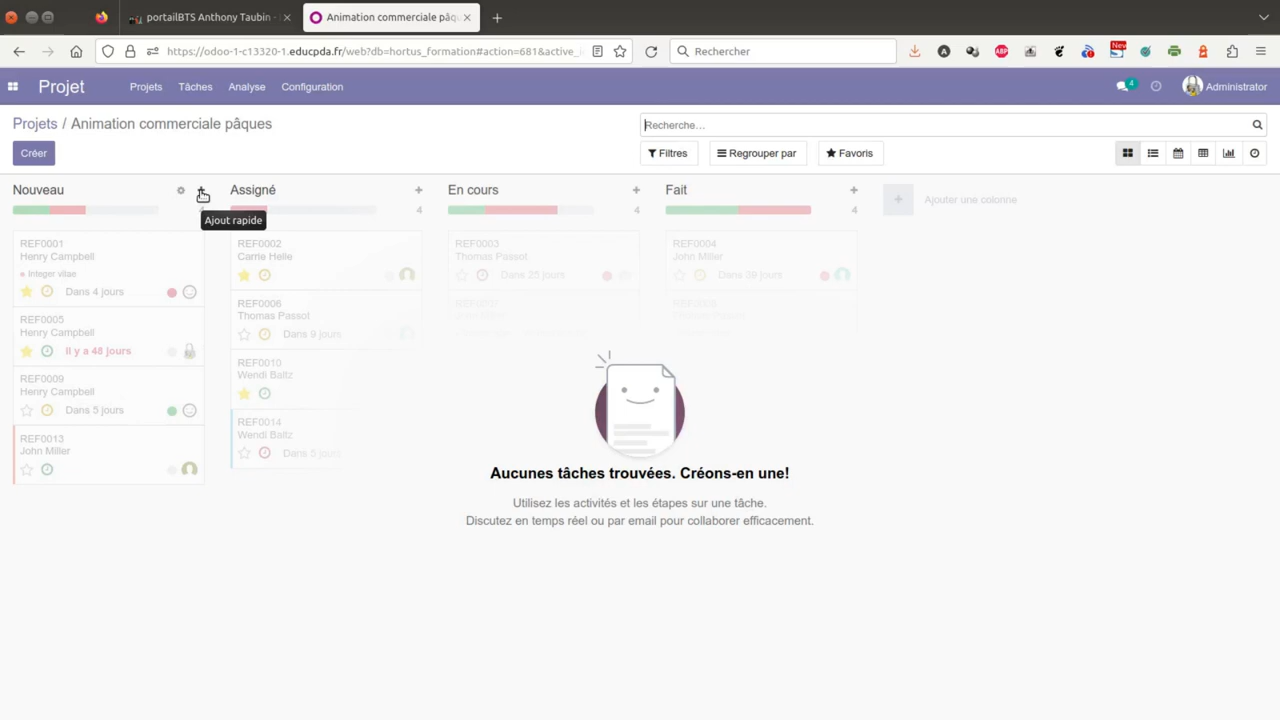 portailBTS Anthony Taubin
Animation commerciale pâq
https://odoo-1-c13320-1.educpda.fr/web?db=hortus_formation#action=681&active_
Rechercher
New
Projet
Projets
Tâches
Analyse
Configuration
4
Administrator
Projets / Animation commerciale pâques
Recherche…
Créer
Filtres
Regrouper par
Favoris
Nouveau
Assigné
En cours
Fait
Ajouter une colonne
4
4
4
Ajout rapide
REF0001
Henry Campbell
Integer vitae
Dans 4 jours
REF0005
Henry Campbell
Il y a 48 jours
REF0009
Henry Campbell
Dans 5 jours
REF0013
John Miller
REF0002
Carrie Helle
REF0006
Thomas Passot
Dans 9 jours
REF0010
Wendi Baltz
REF0014
Wendi Baltz
Dans 5 jours
REF0003
Thomas Passot
Dans 25 jours
REF0004
John Miller
Dans 39 jours
Aucunes tâches trouvées. Créons-en une!
Utilisez les activités et les étapes sur une tâche.
Discutez en temps réel ou par email pour collaborer efficacement.